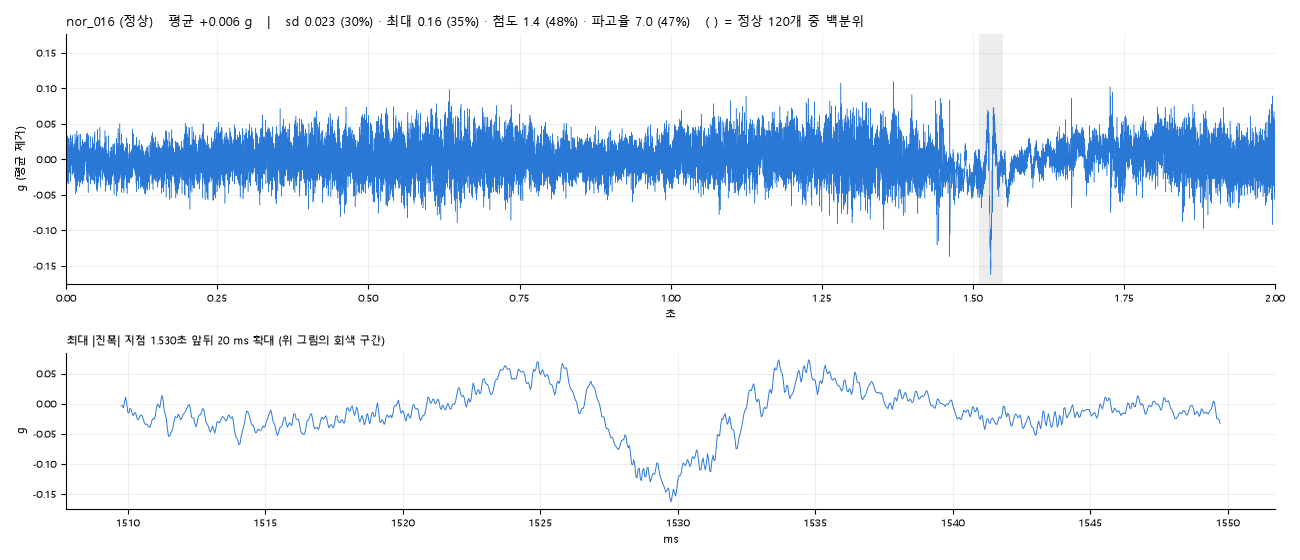 nor_016 (정상) 평균 +0.006 g | sd 0.023 (30%) · 최대 0.16 (35%) · 첨도 1.4 (48%) · 파고율 7.0 (47%) ( ) = 정상 120개 중 백분위
g (평균 제거)
0.15
0.10
0.05
0.00
-0.05
-0.10
-0.15
0.00 0.25 0.50 0.75 1.00 1.25 1.50 1.75 2.00
초
최대 |진폭| 지점 1.530초 앞뒤 20 ms 확대 (위 그림의 회색 구간)
g
0.05
0.00
-0.05
-0.10
-0.15
1510 1515 1520 1525 1530 1535 1540 1545 1550
ms